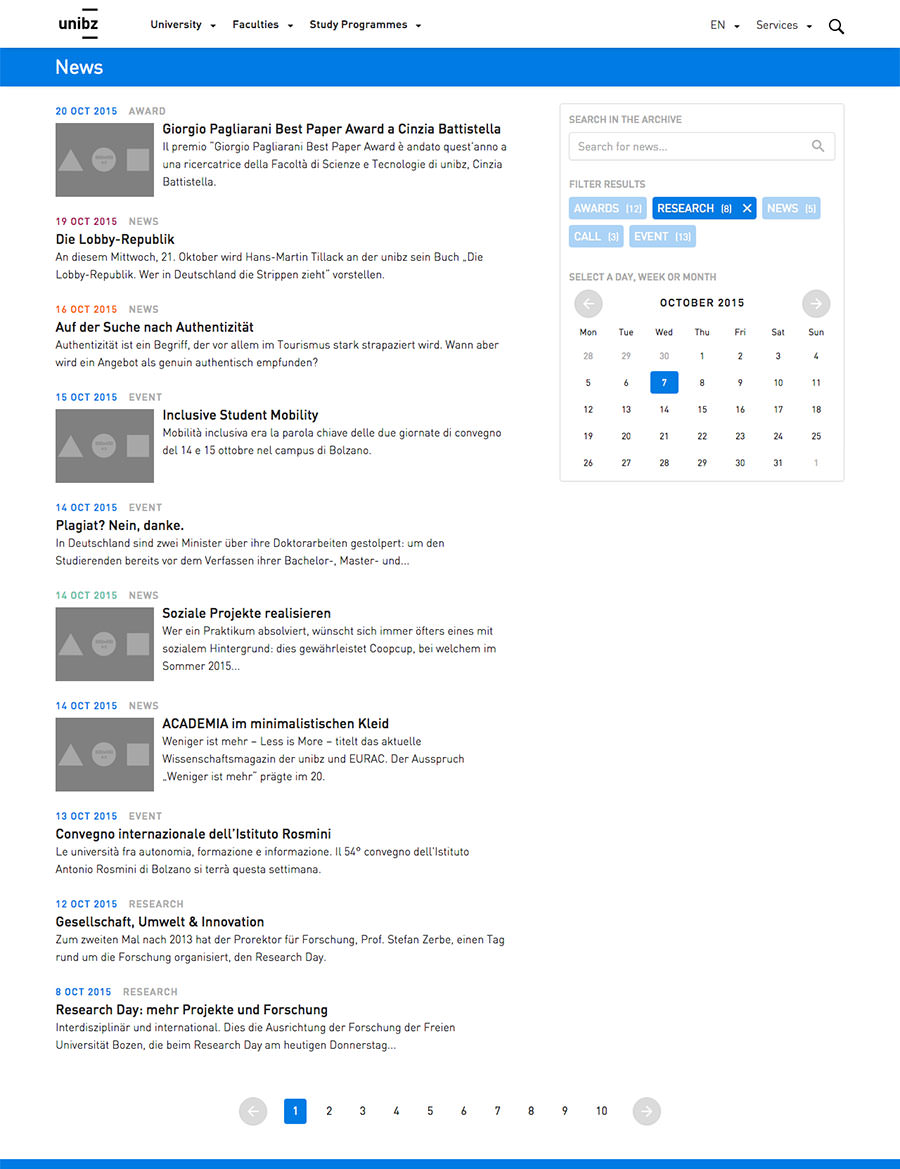 unibz
University
Faculties
Study Programmes
EN
Services
News
20 OCT 2015 AWARD
Giorgio Pagliarani Best Paper Award a Cinzia Battistella
Il premio "Giorgio Pagliarani Best Paper Award è andato quest'anno a
una ricercatrice della Facoltà di Scienze e Tecnologie di unibz, Cinzia
Battistella.
19 OCT 2015 NEWS
Die Lobby-Republik
An diesem Mittwoch, 21. Oktober wird Hans-Martin Tillack an der unibz sein Buch „Die
Lobby-Republik. Wer in Deutschland die Strippen zieht" vorstellen.
16 OCT 2015 NEWS
Auf der Suche nach Authentizität
Authentizität ist ein Begriff, der vor allem im Tourismus stark strapaziert wird. Wann aber
wird ein Angebot als genuin authentisch empfunden?
15 OCT 2015 EVENT
Inclusive Student Mobility
Mobilità inclusiva era la parola chiave delle due giornate di convegno
del 14 e 15 ottobre nel campus di Bolzano.
14 OCT 2015 EVENT
Plagiat? Nein, danke.
In Deutschland sind zwei Minister über ihre Doktorarbeiten gestolpert: um den
Studierenden bereits vor dem Verfassen ihrer Bachelor-, Master- und...
14 OCT 2015 NEWS
Soziale Projekte realisieren
Wer ein Praktikum absolviert, wünscht sich immer öfters eines mit
sozialem Hintergrund: dies gewährleistet Coopcup, bei welchem im
Sommer 2015...
14 OCT 2015 NEWS
ACADEMIA im minimalistischen Kleid
Weniger ist mehr – Less is More – titelt das aktuelle
Wissenschaftsmagazin der unibz und EURAC. Der Ausspruch
„Weniger ist mehr" prägte im 20.
13 OCT 2015 EVENT
Convegno internazionale dell'Istituto Rosmini
Le università fra autonomia, formazione e informazione. Il 54° convegno dell'Istituto
Antonio Rosmini di Bolzano si terrà questa settimana.
12 OCT 2015 RESEARCH
Gesellschaft, Umwelt & Innovation
Zum zweiten Mal nach 2013 hat der Prorektor für Forschung, Prof. Stefan Zerbe, einen Tag
rund um die Forschung organisiert, den Research Day.
8 OCT 2015 RESEARCH
Research Day: mehr Projekte und Forschung
Interdisziplinär und international. Dies die Ausrichtung der Forschung der Freien
Universität Bozen, die beim Research Day am heutigen Donnerstag...
SEARCH IN THE ARCHIVE
Search for news...
FILTER RESULTS
AWARDS (12) RESEARCH (8) NEWS (5)
CALL (3) EVENT (13)
SELECT A DAY, WEEK OR MONTH
OCTOBER 2015
Mon Tue Wed Thu Fri Sat Sun
28 29 30 1 2 3 4
5 6 7 8 9 10 11
12 13 14 15 16 17 18
19 20 21 22 23 24 25
26 27 28 29 30 31 1
1 2 3 4 5 6 7 8 9 10